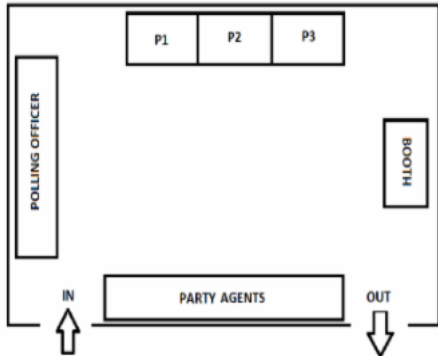 P1 P2 P3
POLLING OFFICER
BOOTH
IN
PARTY AGENTS
OUT